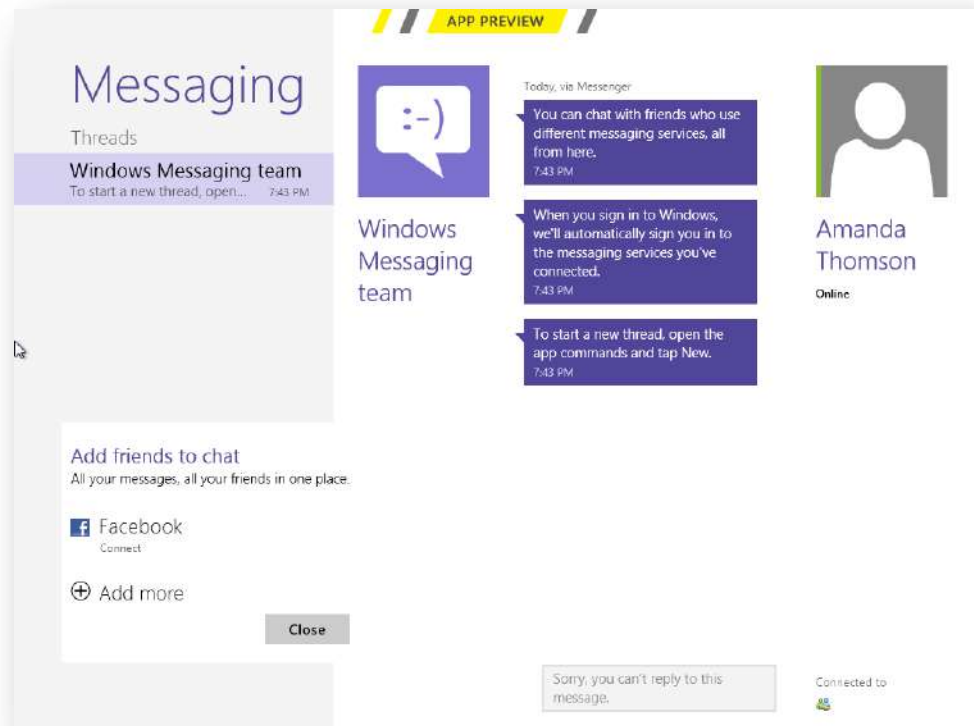 APP PREVIEW
Messaging
Threads
Windows Messaging team
To start a new thread, open... 7:43 PM
Add friends to chat
All your messages, all your friends in one place.
Facebook
Connect
Add more
Close
:-)
Windows
Messaging
team
Today, via Messenger
You can chat with friends who use
different messaging services, all
from here.
7:43 PM
When you sign in to Windows,
we'll automatically sign you in to
the messaging services you've
connected.
7:43 PM
To start a new thread, open the
app commands and tap New.
7:43 PM
Sorry, you can't reply to this
message.
Amanda
Thomson
Online
Connected to